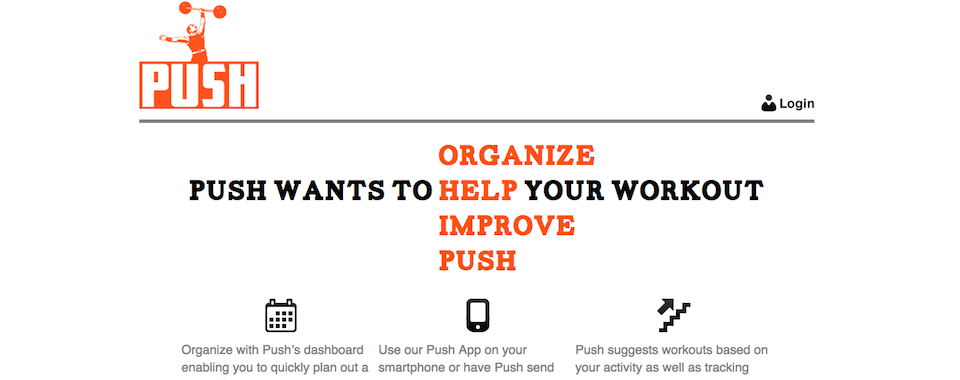 PUSH
Login
ORGANIZE
PUSH WANTS TO HELP YOUR WORKOUT
IMPROVE
PUSH
Organize with Push's dashboard
enabling you to quickly plan out a
Use our Push App on your
smartphone or have Push send
Push suggests workouts based on
your activity as well as tracking